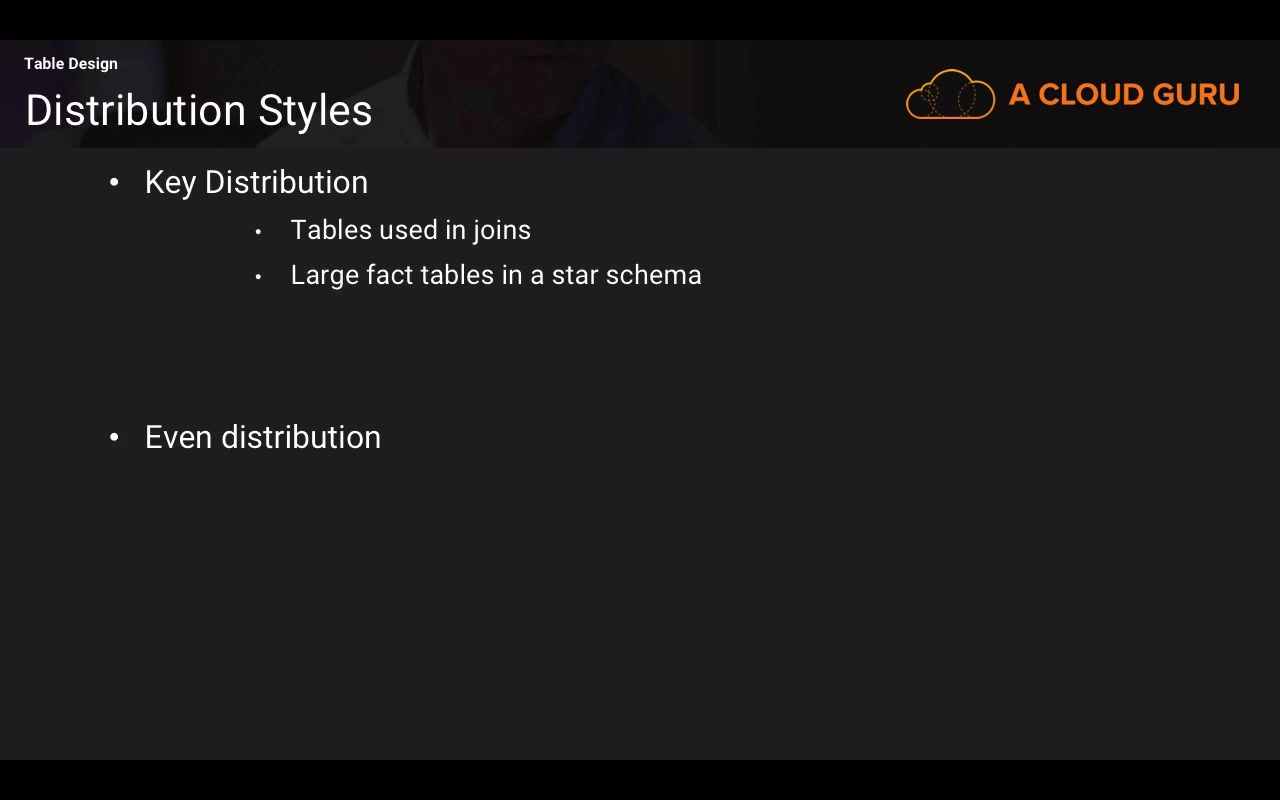 Table Design
Distribution Styles
A CLOUD GURU
• Key Distribution
• Tables used in joins
• Large fact tables in a star schema
• Even distribution